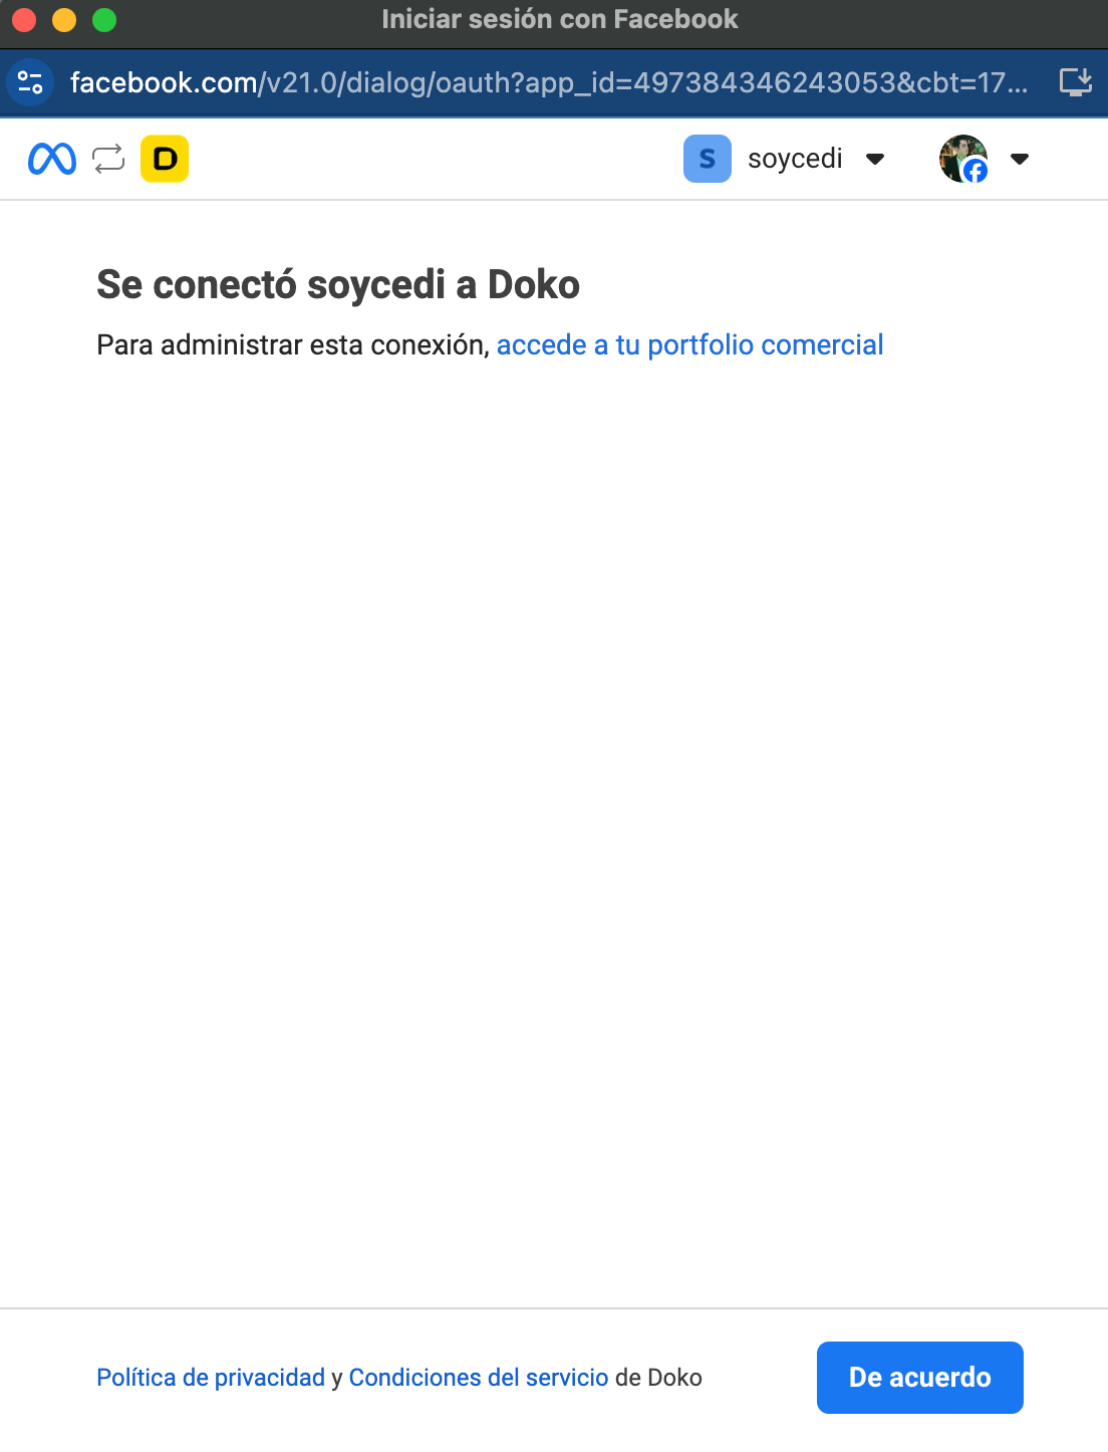 Iniciar sesión con Facebook
facebook.com/v21.0/dialog/oauth?app_id=497384346243053&cbt=17...
D
S soycedi
Se conectó soycedi a Doko
Para administrar esta conexión, accede a tu portfolio comercial
Política de privacidad y Condiciones del servicio de Doko
De acuerdo